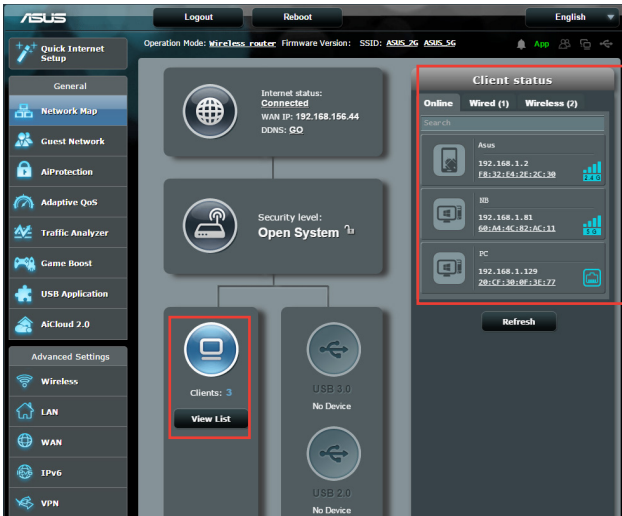 ASUS
Logout
Reboot
English
Quick Internet
Setup
Operation Mode: Wireless router Firmware Version: SSID: ASUS_2G ASUS_5G
App
General
Network Map
Guest Network
AiProtection
Adaptive QoS
Traffic Analyzer
Game Boost
USB Application
AiCloud 2.0
Advanced Settings
Wireless
LAN
WAN
IPv6
VPN
Internet status:
Connected
WAN IP: 192.168.156.44
DDNS: GO
Security level:
Open System
Clients: 3
View List
USB 3.0
No Device
USB 2.0
No Device
Client status
Online Wired (1) Wireless (2)
Search
Asus
192.168.1.2
F8:32:E4:2E:2C:30
2.4G
NB
192.168.1.81
60:A4:4C:82:AC:11
5G
PC
192.168.1.129
20:CF:30:0F:3E:77
Refresh